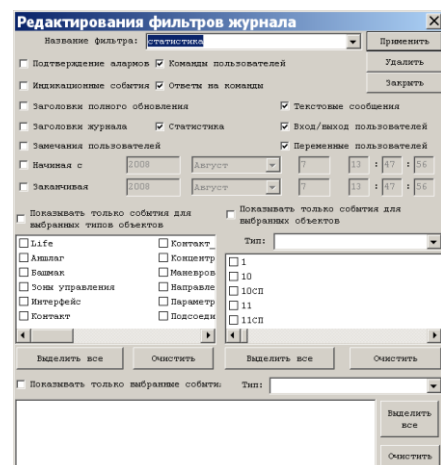 Редактирования фильтров журнала
Название фильтра: статистика Применить
Подтверждение алармов Команды пользователей Удалить
Индикационные события Ответы на команды Закрыть
Заголовки полного обновления Текстовые сообщения
Заголовки журнала Статистика Вход/выход пользователей
Замечания пользователей Переменные пользователей
Начиная с 2008 Август 7 13 : 47 : 56
Заканчивая 2008 Август 7 13 : 47 : 56
Показывать только события для
выбранных типов объектов
Показывать только события для
выбранных объектов
Тип:
Life Контакт_
Аншлаг Концентр
Башмак Маневров
Зоны управления Направле
Интерфейс Параметр
Контакт Подсоеди
1
10
10СП
11
11СП
Выделить все Очистить Выделить все Очистить
Показывать только выбранные событи Тип:
Выделить
все
Очистить